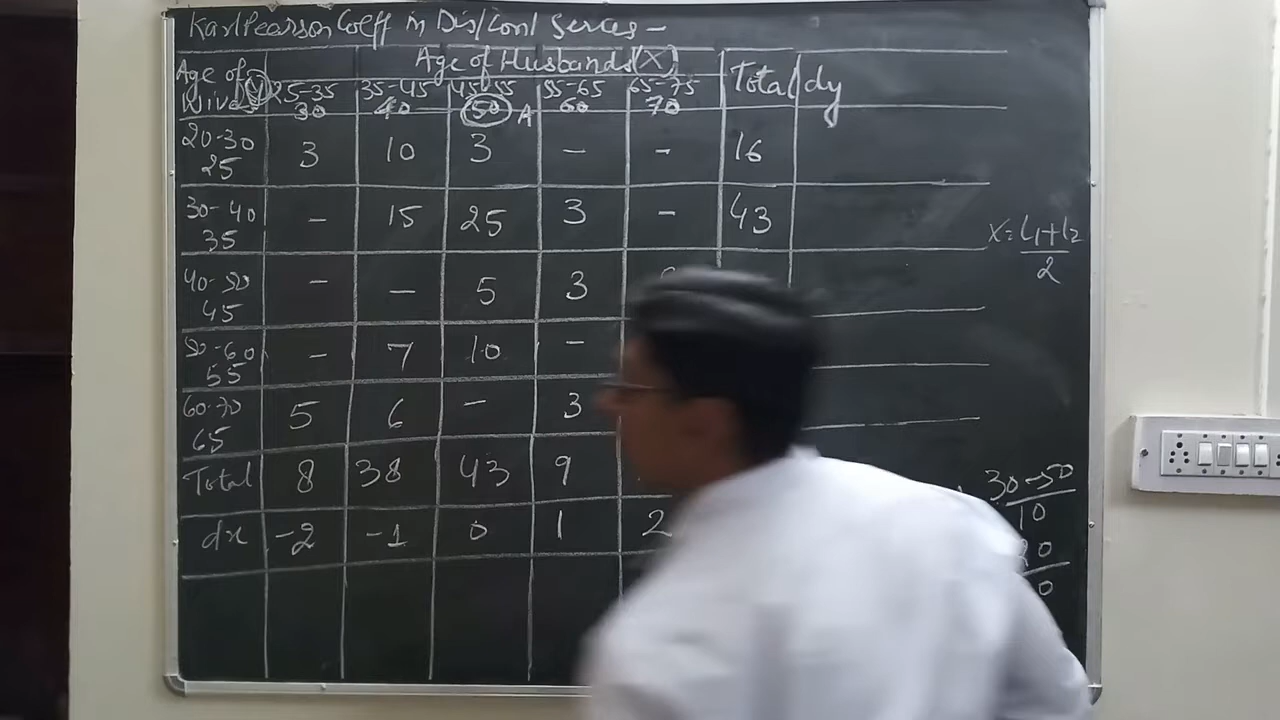 Karl Pearson Coeff in Dis/Cont Series -
Age of Husbands (X)
Age of Wives (Y) 25-35 35-45 45-55 55-65 65-75 Total dy
30 40 50 A 60 70
20-30
25 3 10 3 - - 16
30-40
35 - 15 25 3 - 43
X = l1+l2
2
40-50
45 - - 5 3
50-60
55 - 7 10 -
60-70
65 5 6 - 3
Total 8 38 43 9
30-50
10
dx -2 -1 0 1 2